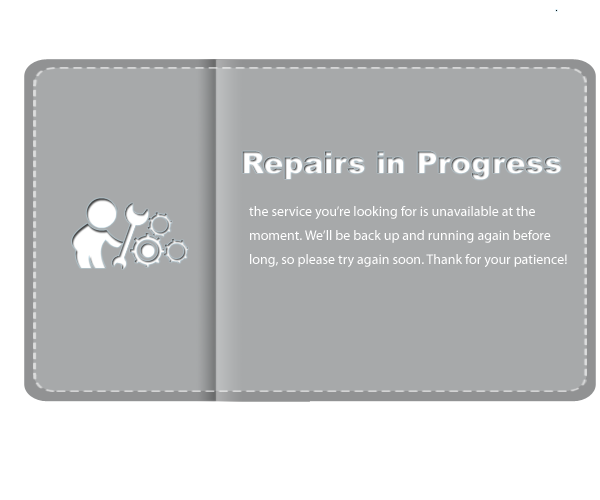 Repairs in Progress
the service you're looking for is unavailable at the
moment. We'll be back up and running again before
long, so please try again soon. Thank for your patience!